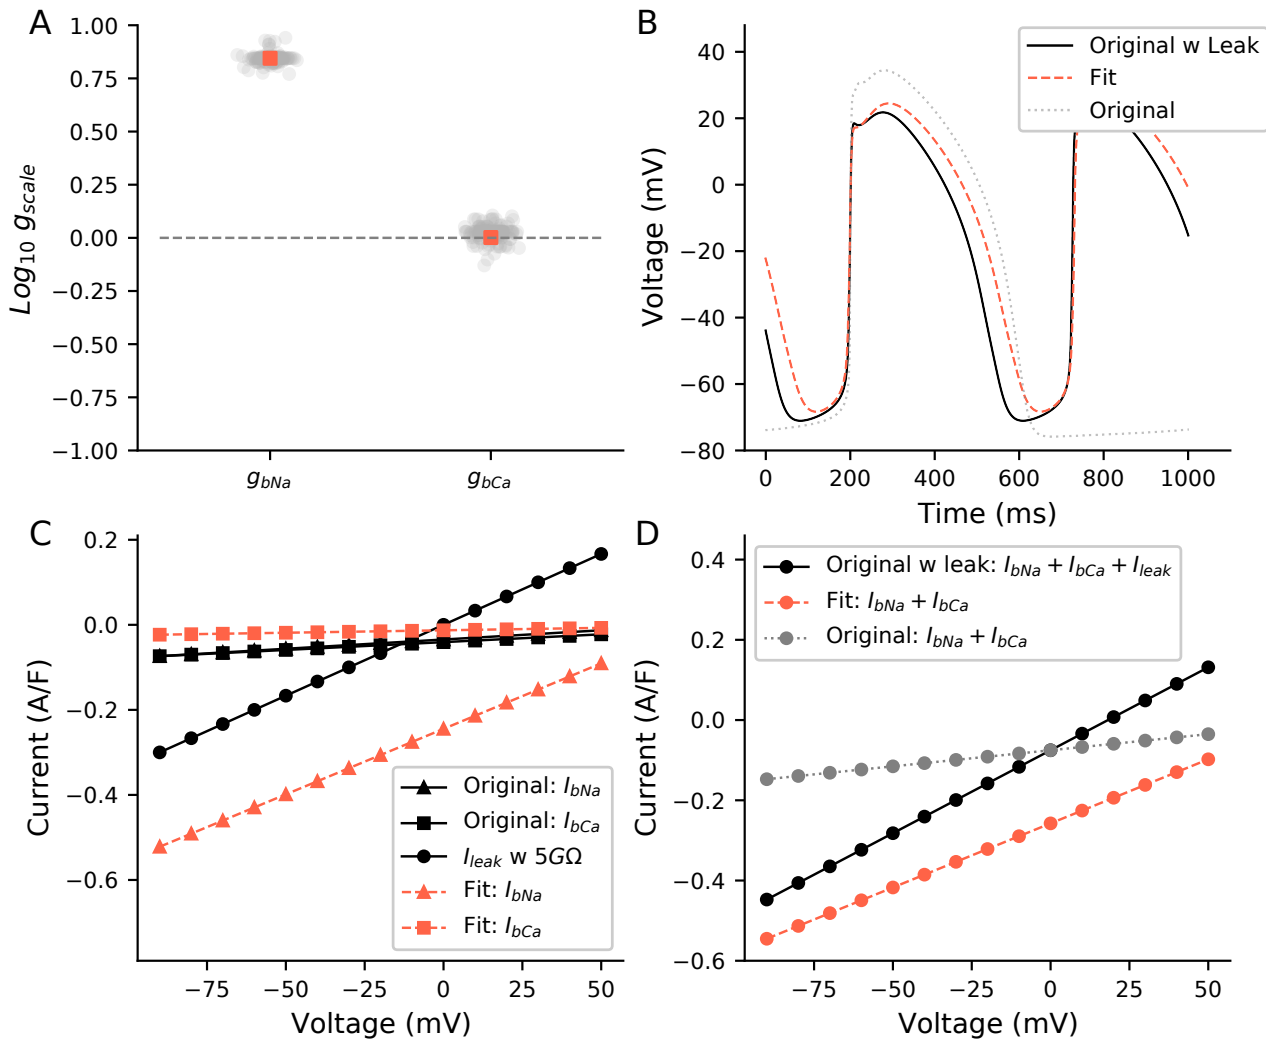 A
1.00
0.75
0.50
0.25
0.00
−0.25
−0.50
−0.75
−1.00
Log10 gscale
gbNa
gbCa
B
40
20
0
−20
−40
−60
−80
Voltage (mV)
0
200
400
600
800
1000
Time (ms)
Original w Leak
Fit
Original
C
0.2
0.0
−0.2
−0.4
−0.6
Current (A/F)
−75
−50
−25
0
25
50
Voltage (mV)
Original: IbNa
Original: IbCa
Ileak w 5GΩ
Fit: IbNa
Fit: IbCa
D
0.4
0.2
0.0
−0.2
−0.4
−0.6
Current (A/F)
−75
−50
−25
0
25
50
Voltage (mV)
Original w leak: IbNa + IbCa + Ileak
Fit: IbNa + IbCa
Original: IbNa + IbCa